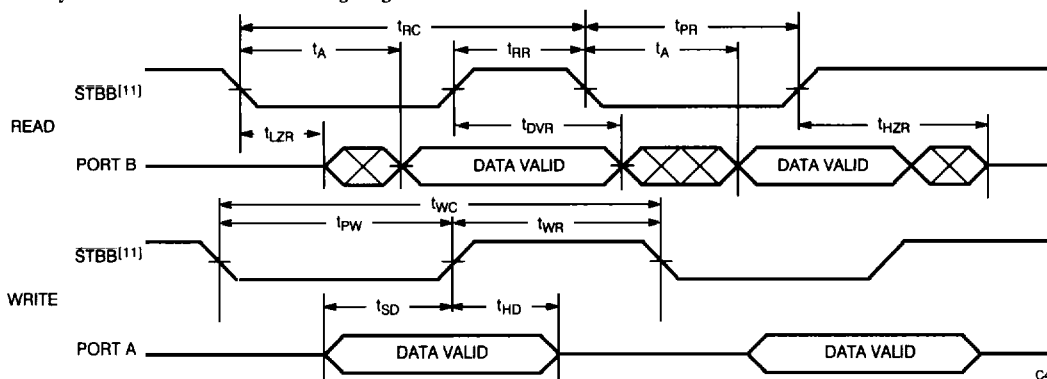 tRC tPR
tA tRR tA
STBB[11]
READ
tLZR tDVR tHZR
PORT B DATA VALID DATA VALID
tWC
tPW tWR
STBB[11]
WRITE
tSD tHD
PORT A DATA VALID DATA VALID